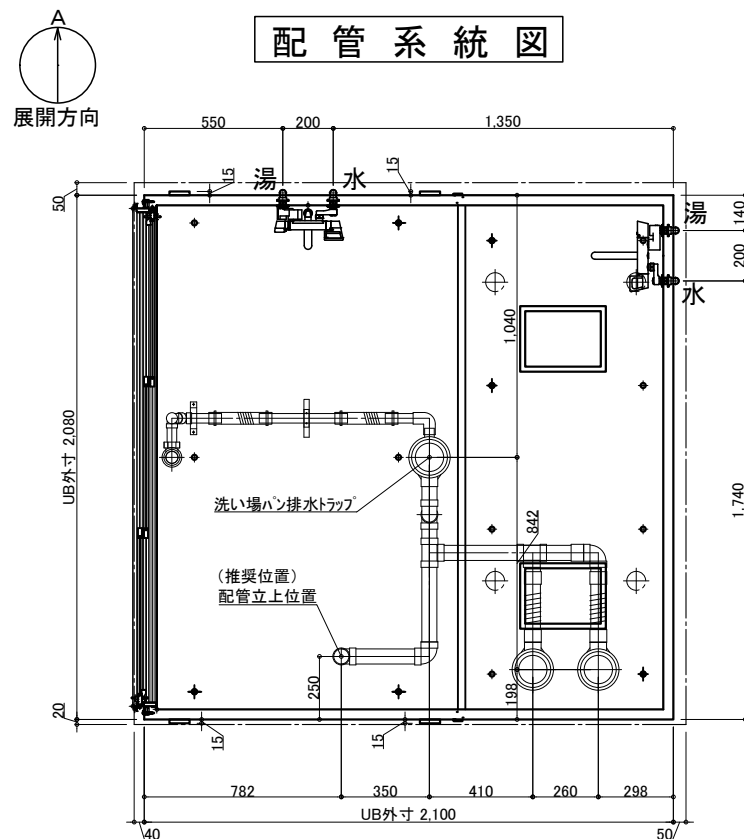 配管系統図
A
展開方向
550
200
1,350
15
15
湯
水
50
湯
140
200
水
1,040
UB外寸 2,080
1,740
洗い場パン排水トラップ
842
(推奨位置)
配管立上位置
250
198
20
15
15
782
350
410
260
298
UB外寸 2,100
40
50